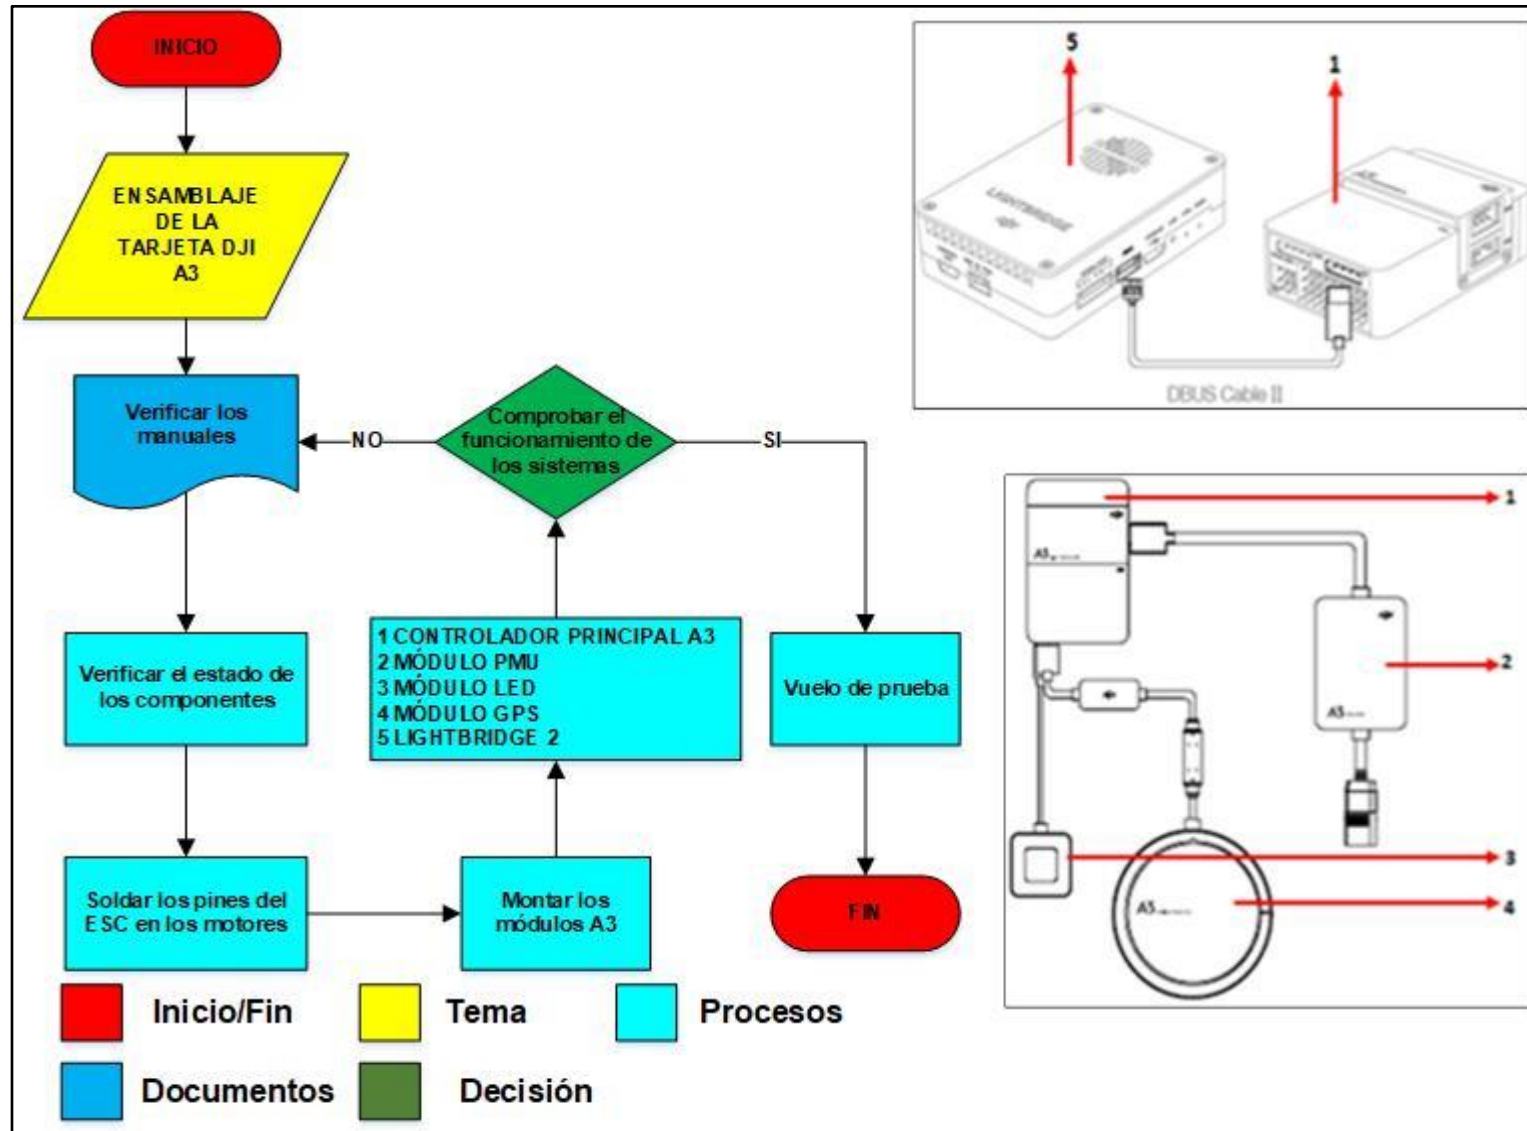 INICIO
ENSAMBLAJE
DE LA
TARJETA DJI
A3
Verificar los
manuales
NO
Comprobar el
funcionamiento de
los sistemas
SI
Verificar el estado de
los componentes
1 CONTROLADOR PRINCIPAL A3
2 MÓDULO PMU
3 MÓDULO LED
4 MÓDULO GPS
5 LIGHTBRIDGE 2
Vuelo de prueba
Soldar los pines del
ESC en los motores
Montar los
módulos A3
FIN
Inicio/Fin
Tema
Procesos
Documentos
Decisión
5
1
LIGHTBRIDGE
DBUS Cable II
1
A3
2
A3
3
A3
4